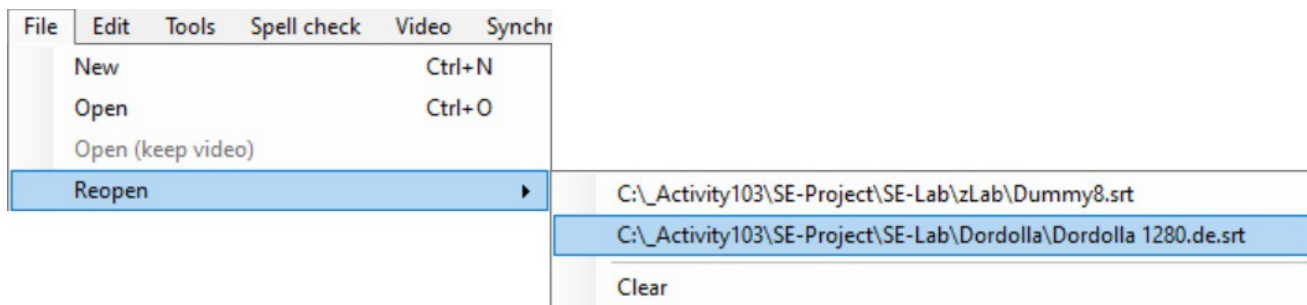 File Edit Tools Spell check Video Synchr
New Ctrl+N
Open Ctrl+O
Open (keep video)
Reopen
C:\_Activity103\SE-Project\SE-Lab\zLab\Dummy8.srt
C:\_Activity103\SE-Project\SE-Lab\Dordolla\Dordolla 1280.de.srt
Clear